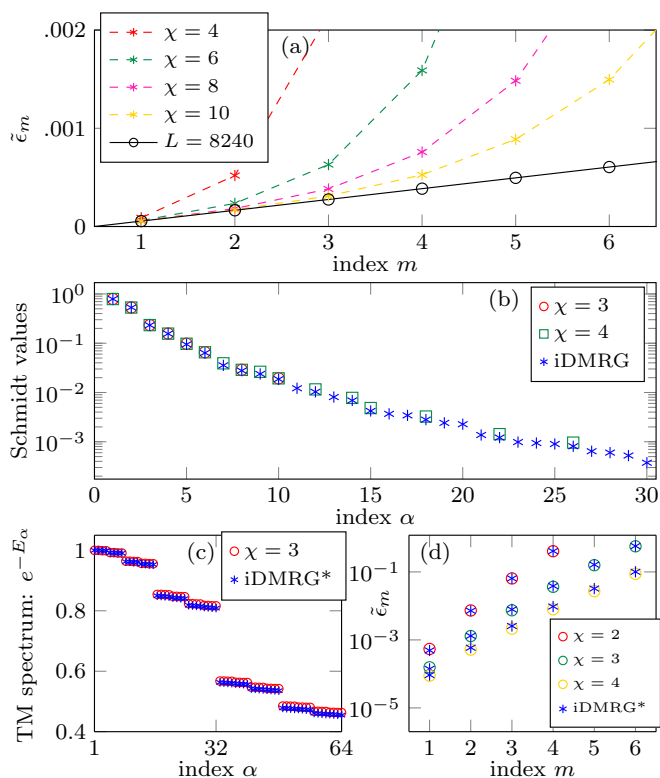 (a)
χ = 4
χ = 6
χ = 8
χ = 10
L = 8240
.002
.001
0
ϵ̃ₘ
1 2 3 4 5 6
index m
(b)
χ = 3
χ = 4
iDMRG
10⁰
10⁻¹
10⁻²
10⁻³
Schmidt values
0 5 10 15 20 25 30
index α
(c)
χ = 3
iDMRG*
1
0.8
0.6
0.4
TM spectrum: e^{-E_α}
1 32 64
index α
(d)
10⁻¹
10⁻³
10⁻⁵
ϵ̃ₘ
χ = 2
χ = 3
χ = 4
iDMRG*
1 2 3 4 5 6
index m